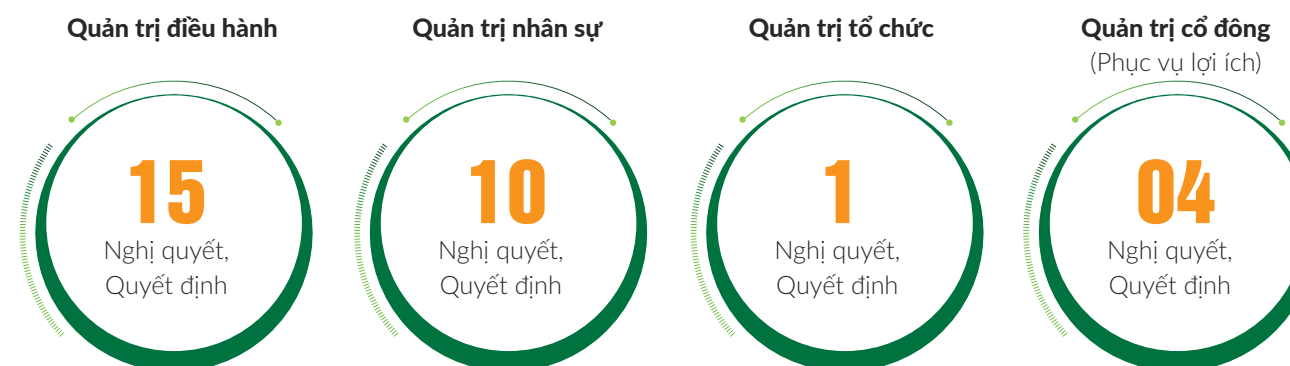 Quản trị điều hành
15
Nghị quyết,
Quyết định
Quản trị nhân sự
10
Nghị quyết,
Quyết định
Quản trị tổ chức
1
Nghị quyết,
Quyết định
Quản trị cổ đông
(Phục vụ lợi ích)
04
Nghị quyết,
Quyết định